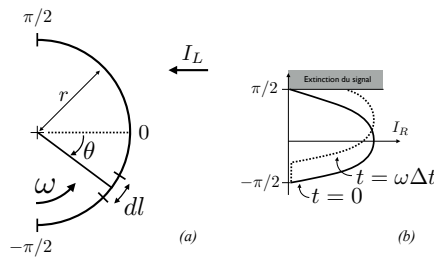 π/2
I_L
r
0
θ
ω
dl
-π/2
(a)
Extinction du signal
π/2
I_R
-π/2
t = ωΔt
t = 0
(b)